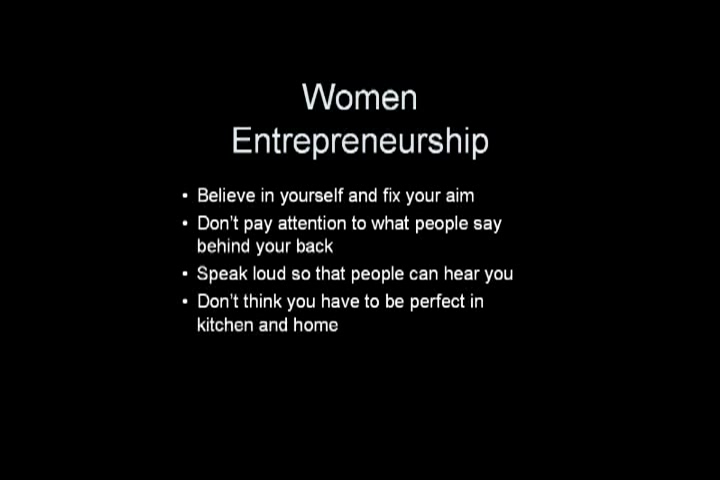 Women
Entrepreneurship
• Believe in yourself and fix your aim
• Don't pay attention to what people say
behind your back
• Speak loud so that people can hear you
• Don't think you have to be perfect in
kitchen and home